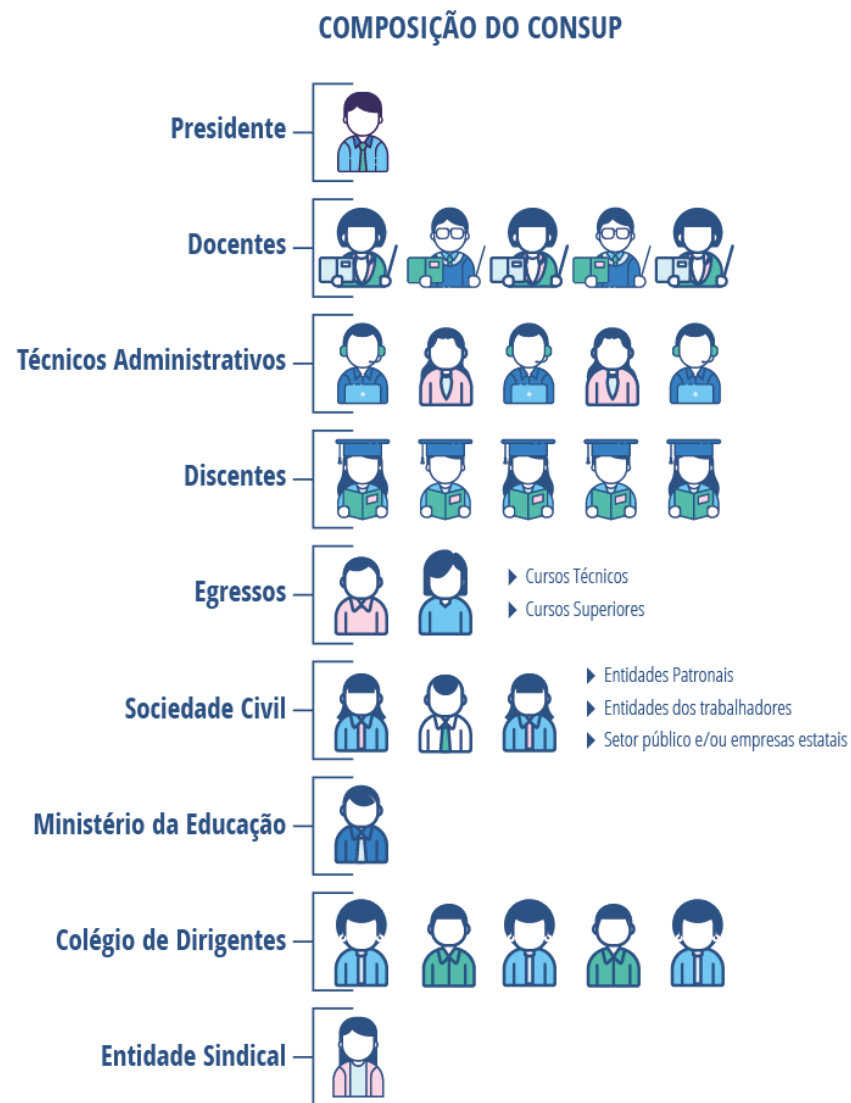 COMPOSIÇÃO DO CONSUP
Presidente
Docentes
Técnicos Administrativos
Discentes
Egressos
Cursos Técnicos
Cursos Superiores
Sociedade Civil
Entidades Patronais
Entidades dos trabalhadores
Setor público e/ou empresas estatais
Ministério da Educação
Colégio de Dirigentes
Entidade Sindical